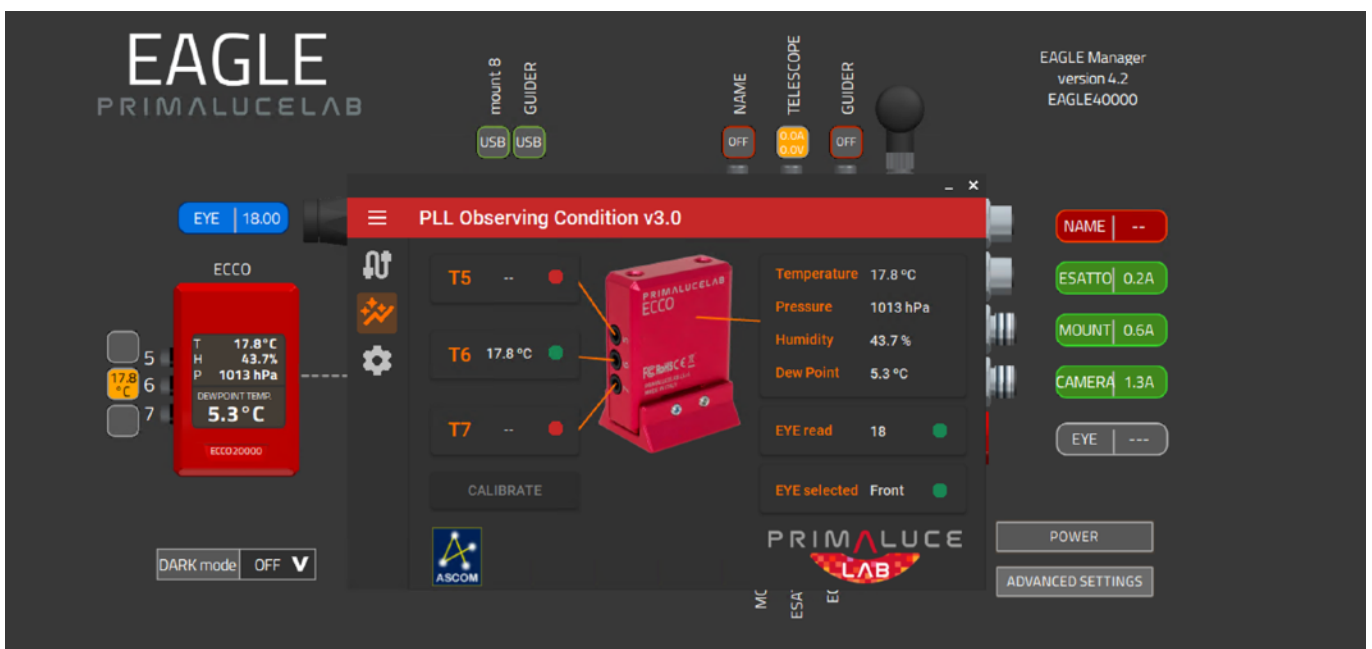 EAGLE
PRIMALUCELAB
mount 8
GUIDER
USB
USB
NAME
TELESCOPE
GUIDER
OFF
0.0A
0.0V
OFF
EAGLE Manager
version 4.2
EAGLE40000
EYE 18.00
ECCO
T 17.8°C
H 43.7%
P 1013 hPa
DEWPOINT TEMP.
5.3°C
ECCO20000
5
17.8
°C
6
7
DARK mode OFF V
PLL Observing Condition v3.0
T5 --
T6 17.8 ºC
T7 --
CALIBRATE
PRIMALUCELAB
ECCO
Temperature 17.8 ºC
Pressure 1013 hPa
Humidity 43.7 %
Dew Point 5.3 ºC
EYE read 18
EYE selected Front
ASCOM
PRIMALUCE
LAB
NAME --
ESATTO 0.2A
MOUNT 0.6A
CAMERA 1.3A
EYE ---
POWER
ADVANCED SETTINGS